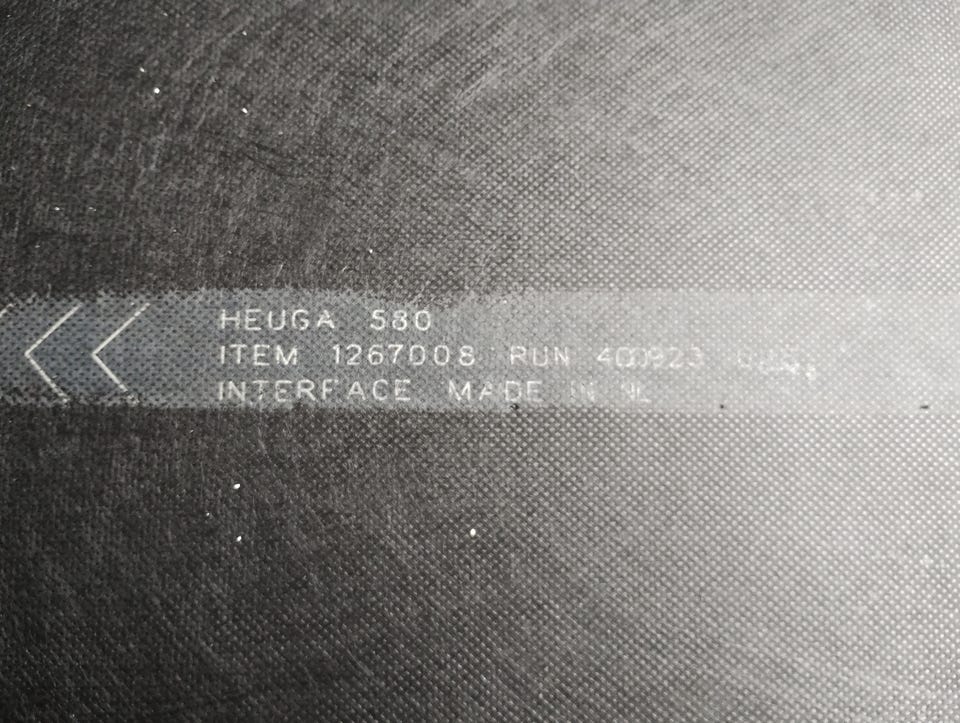 HEUGA 580
ITEM 1267008 RUN
INTERFACE MADE IN NL